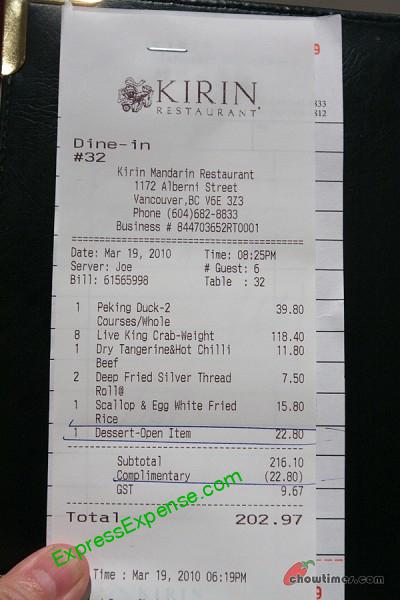 KIRIN
RESTAURANT
Dine-in
#32
Kirin Mandarin Restaurant
1172 Alberni Street
Vancouver,BC V6E 3Z3
Phone (604)682-8833
Business # 844703652RT0001
Date: Mar 19, 2010 Time: 08:25PM
Server: Joe # Guest: 6
Bill: 61565998 Table : 32
1 Peking Duck-2 39.80
Courses/Whole
8 Live King Crab-Weight 118.40
1 Dry Tangerine&Hot Chilli 11.80
Beef
2 Deep Fried Silver Thread 7.50
Roll@
1 Scallop & Egg White Fried 15.80
Rice
1 Dessert-Open Item 22.80
Subtotal 216.10
Complimentary (22.80)
GST 9.67
Total 202.97
Time : Mar 19, 2010 06:19PM
ExpressExpense.com
chowtimes.com
9
833
812
9